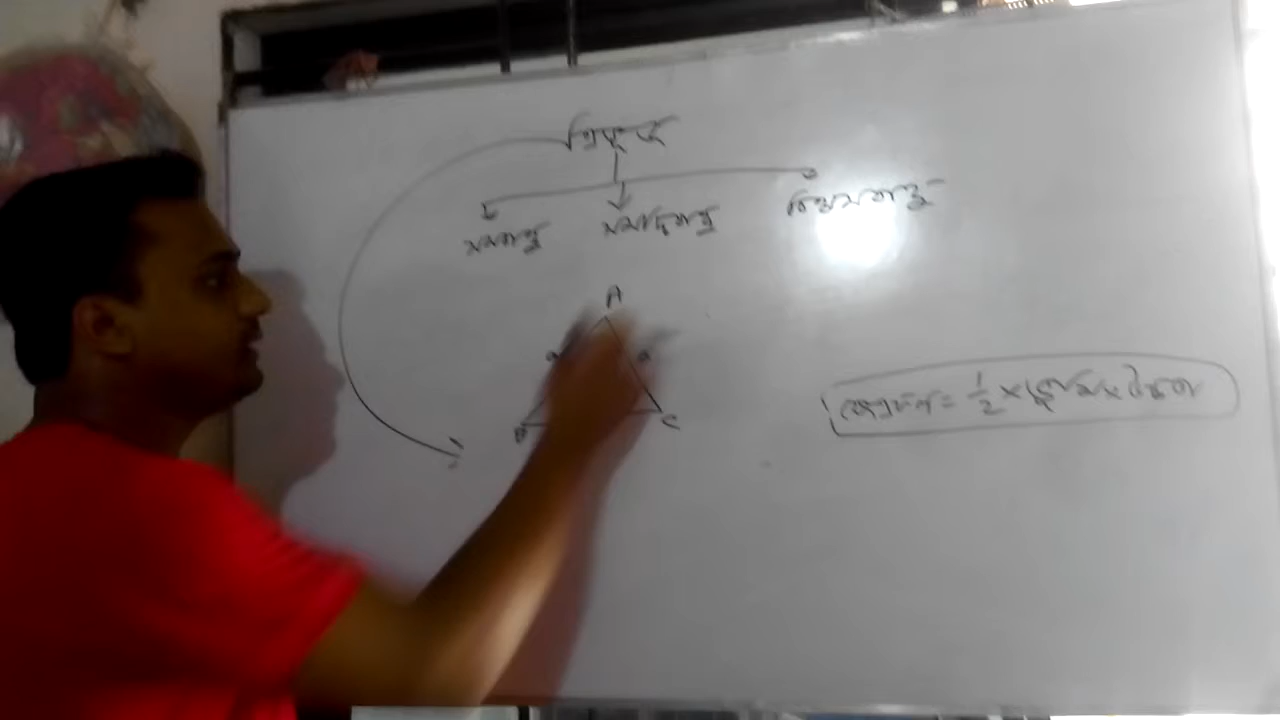 ত্রিভূজ
সমবাহু সমদ্বিবাহু বিষমবাহু
A
a a
B C
ক্ষেত্রফল = 1/2 × ভূমি × উচ্চতা